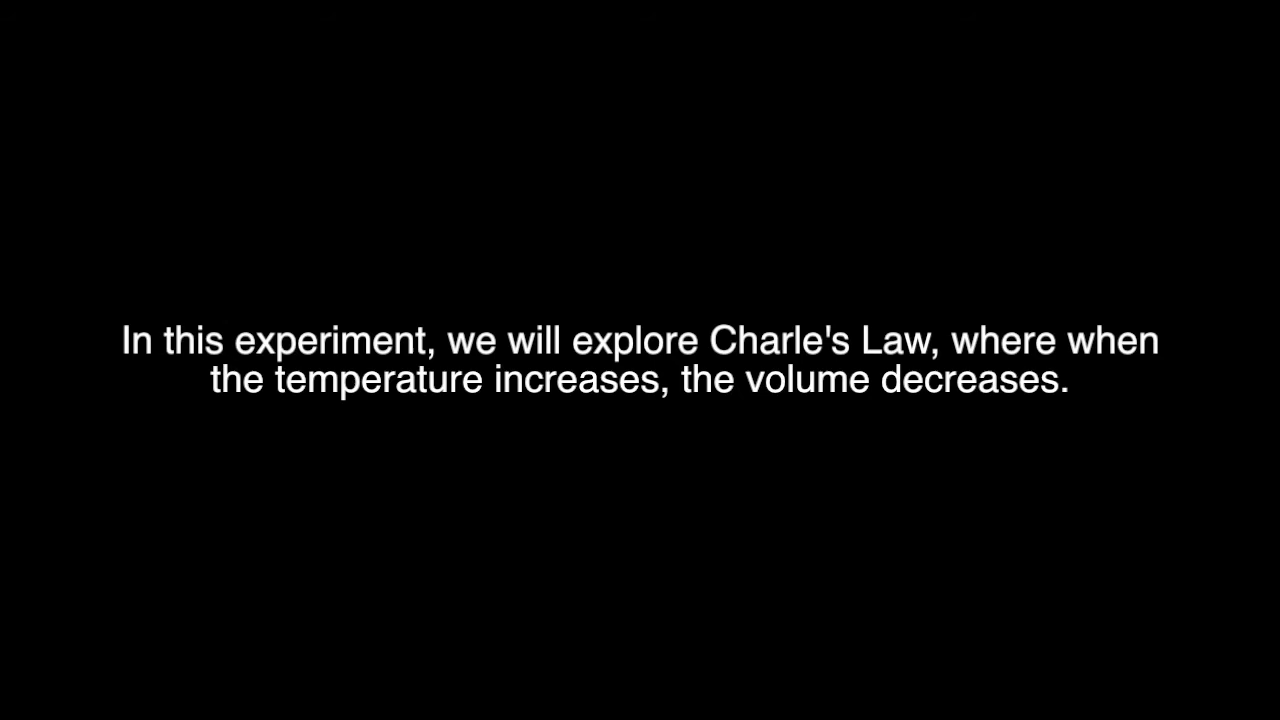 In this experiment, we will explore Charle's Law, where when
the temperature increases, the volume decreases.